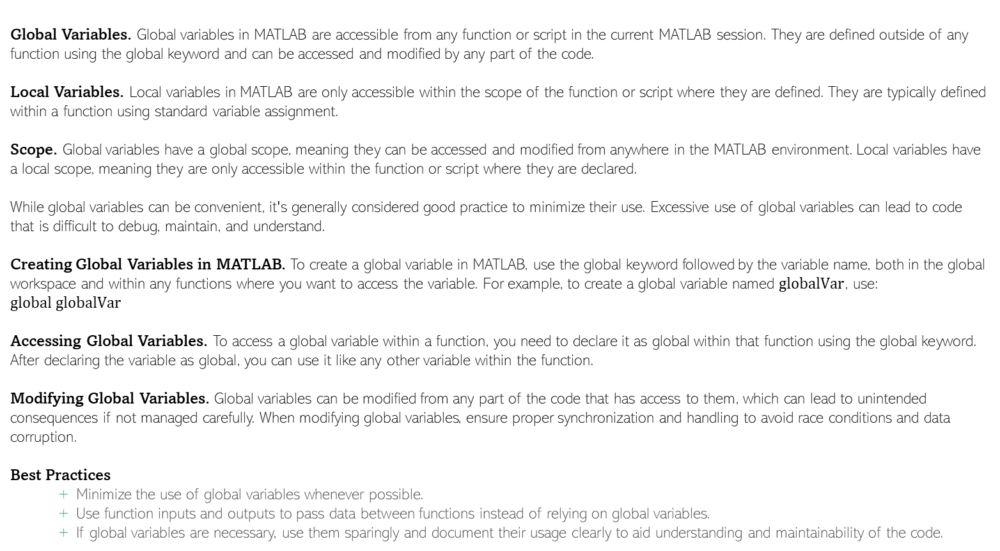 Global Variables. Global variables in MATLAB are accessible from any function or script in the current MATLAB session. They are defined outside of any
function using the global keyword and can be accessed and modified by any part of the code.
Local Variables. Local variables in MATLAB are only accessible within the scope of the function or script where they are defined. They are typically defined
within a function using standard variable assignment.
Scope. Global variables have a global scope, meaning they can be accessed and modified from anywhere in the MATLAB environment. Local variables have
a local scope, meaning they are only accessible within the function or script where they are declared.
While global variables can be convenient, it's generally considered good practice to minimize their use. Excessive use of global variables can lead to code
that is difficult to debug, maintain, and understand.
Creating Global Variables in MATLAB. To create a global variable in MATLAB, use the global keyword followed by the variable name, both in the global
workspace and within any functions where you want to access the variable. For example, to create a global variable named globalVar, use:
global globalVar
Accessing Global Variables. To access a global variable within a function, you need to declare it as global within that function using the global keyword.
After declaring the variable as global, you can use it like any other variable within the function.
Modifying Global Variables. Global variables can be modified from any part of the code that has access to them, which can lead to unintended
consequences if not managed carefully. When modifying global variables, ensure proper synchronization and handling to avoid race conditions and data
corruption.
Best Practices
+ Minimize the use of global variables whenever possible.
+ Use function inputs and outputs to pass data between functions instead of relying on global variables.
+ If global variables are necessary, use them sparingly and document their usage clearly to aid understanding and maintainability of the code.